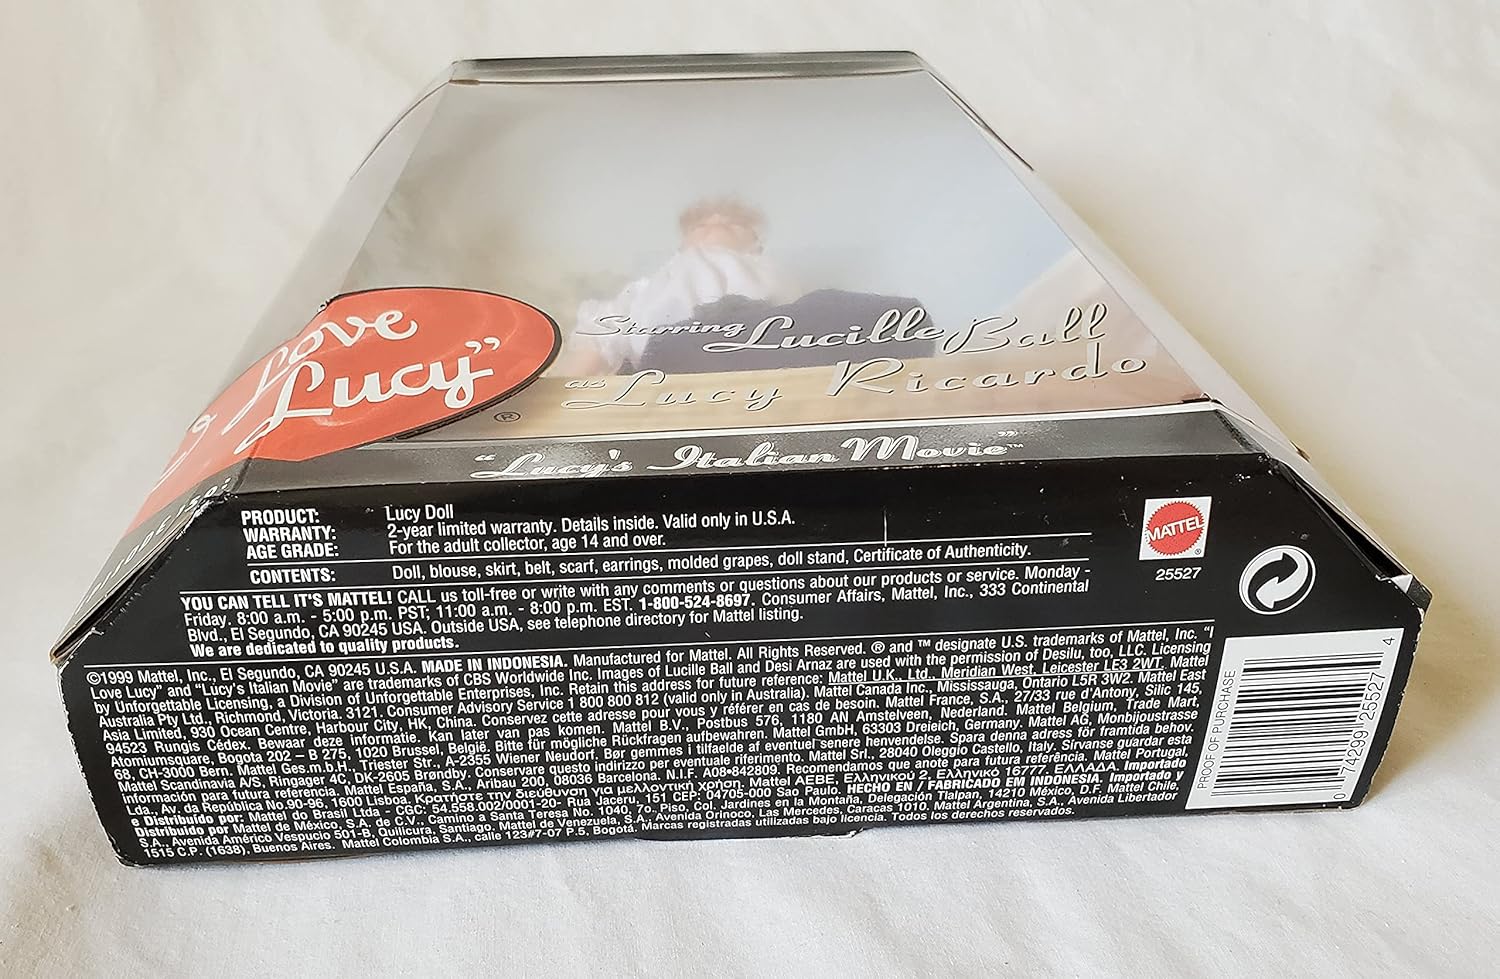 Love
Lucy"
®
Starring Lucille Ball
as Lucy Ricardo
"Lucy's Italian Movie"™
PRODUCT: Lucy Doll
WARRANTY: 2-year limited warranty. Details inside. Valid only in U.S.A.
AGE GRADE: For the adult collector, age 14 and over.
CONTENTS: Doll, blouse, skirt, belt, scarf, earrings, molded grapes, doll stand, Certificate of Authenticity.
YOU CAN TELL IT'S MATTEL! CALL us toll-free or write with any comments or questions about our products or service. Monday -
Friday. 8:00 a.m. - 5:00 p.m. PST; 11:00 a.m. - 8:00 p.m. EST. 1-800-524-8697. Consumer Affairs, Mattel, Inc., 333 Continental
Blvd., El Segundo, CA 90245 USA. Outside USA, see telephone directory for Mattel listing.
We are dedicated to quality products.
MATTEL
®
25527
©1999 Mattel, Inc., El Segundo, CA 90245 U.S.A. MADE IN INDONESIA. Manufactured for Mattel. All Rights Reserved. ® and ™ designate U.S. trademarks of Mattel, Inc. "I
Love Lucy" and "Lucy's Italian Movie" are trademarks of CBS Worldwide Inc. Images of Lucille Ball and Desi Arnaz are used with the permission of Desilu, too, LLC. Licensing
by Unforgettable Licensing, a Division of Unforgettable Enterprises, Inc. Retain this address for future reference: Mattel U.K., Ltd., Meridian West, Leicester LE3 2WT. Mattel
Australia Pty Ltd., Richmond, Victoria. 3121. Consumer Advisory Service 1 800 800 812 (valid only in Australia). Mattel Canada Inc., Mississauga, Ontario L5R 3W2. Mattel East
Asia Limited, 930 Ocean Centre, Harbour City, HK, China. Conservez cette adresse pour vous y référer en cas de besoin. Mattel France, S.A., 27/33 rue d'Antony, Silic 145,
94523 Rungis Cédex. Bewaar deze informatie. Kan later van pas komen. Mattel B.V., Postbus 576, 1180 AN Amstelveen, Nederland. Mattel Belgium, Trade Mart,
Atomiumsquare, Bogota 202 – B 275, 1020 Brussel, België. Bitte für mögliche Rückfragen aufbewahren. Mattel GmbH, 63303 Dreieich, Germany. Mattel AG, Monbijoustrasse
68, CH-3000 Bern. Mattel Ges.m.b.H., Triester Str., A-2355 Wiener Neudorf. Bør gemmes i tilfælde af eventuel senere henvendelse. Spara denna adress för framtida behov.
Mattel Scandinavia A/S, Ringager 4C, DK-2605 Brøndby. Conservare questo indirizzo per eventuale riferimento. Mattel Srl., 28040 Oleggio Castello, Italy. Sírvanse guardar esta
información para futura referencia. Mattel España, S.A., Aribau 200, 08036 Barcelona. N.I.F. A08•842809. Recomendamos que anote para futura referência. Mattel Portugal,
Lda., Av. da República No.90-96, 1600 Lisboa. Κρατήστε την διεύθυνση για μελλοντική χρήση. Mattel AEBE, Ελληνικού 2, Ελληνικό 16777, ΕΛΛΑΔΑ. Importado
e Distribuído por: Mattel do Brasil Ltda - CGC: 54.558.002/0001-20- Rua Jaceru, 151 CEP: 04705-000 Sao Paulo. HECHO EN / FABRICADO EN INDONESIA. Importado y
Distribuido por Mattel de México, S.A. de C.V., Camino a Santa Teresa No. 1040, 7o. Piso, Col. Jardines en la Montaña, Delegación Tlalpan, 14210 México, D.F. Mattel Chile,
S.A., Avenida Américo Vespucio 501-B, Quilicura, Santiago. Mattel de Venezuela, S.A., Avenida Orinoco, Las Mercedes, Caracas 1010. Mattel Argentina, S.A., Avenida Libertador
1515 C.P. (1638), Buenos Aires. Mattel Colombia S.A., calle 123#7-07 P.5, Bogotá. Marcas registradas utilizadas bajo licencia. Todos los derechos reservados.
PROOF OF PURCHASE
0 74299 25527 4